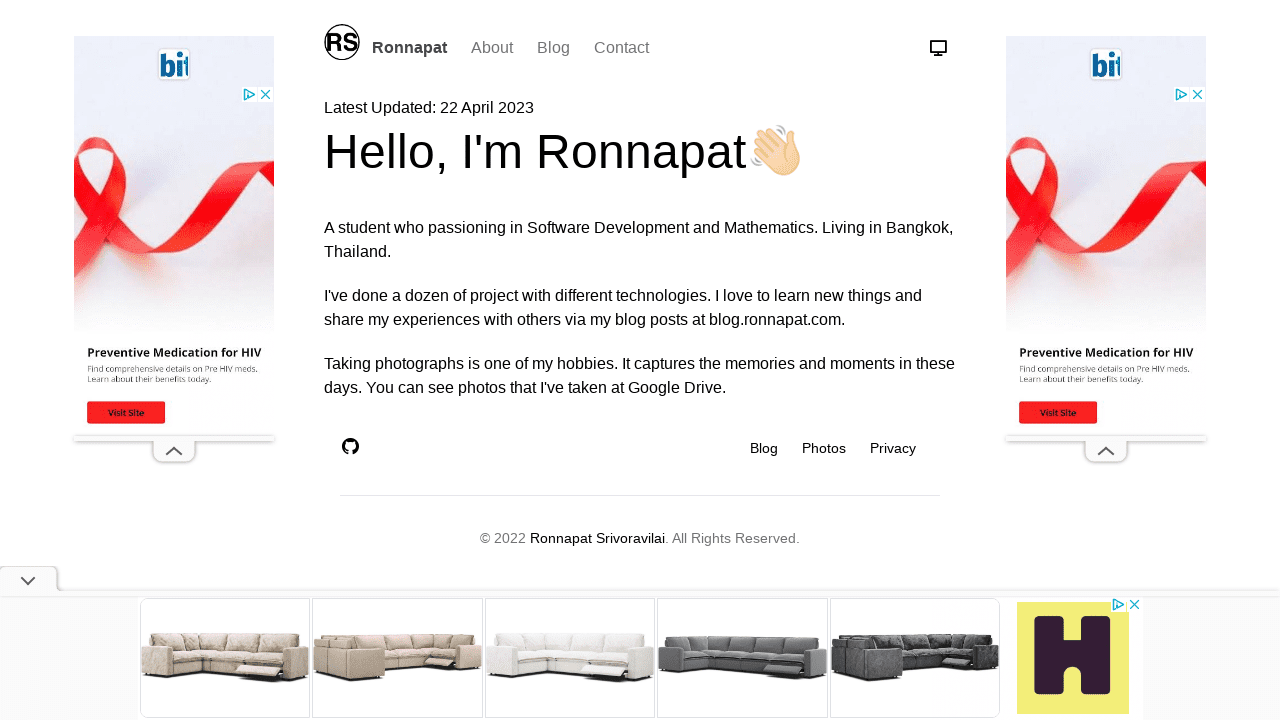 RS
Ronnapat About Blog Contact
Latest Updated: 22 April 2023
Hello, I'm Ronnapat👋🏻
A student who passioning in Software Development and Mathematics. Living in Bangkok,
Thailand.
I've done a dozen of project with different technologies. I love to learn new things and
share my experiences with others via my blog posts at blog.ronnapat.com.
Taking photographs is one of my hobbies. It captures the memories and moments in these
days. You can see photos that I've taken at Google Drive.
Blog Photos Privacy
© 2022 Ronnapat Srivoravilai. All Rights Reserved.
bit
Preventive Medication for HIV
Find comprehensive details on Pre HIV meds.
Learn about their benefits today.
Visit Site
bit
Preventive Medication for HIV
Find comprehensive details on Pre HIV meds.
Learn about their benefits today.
Visit Site
H